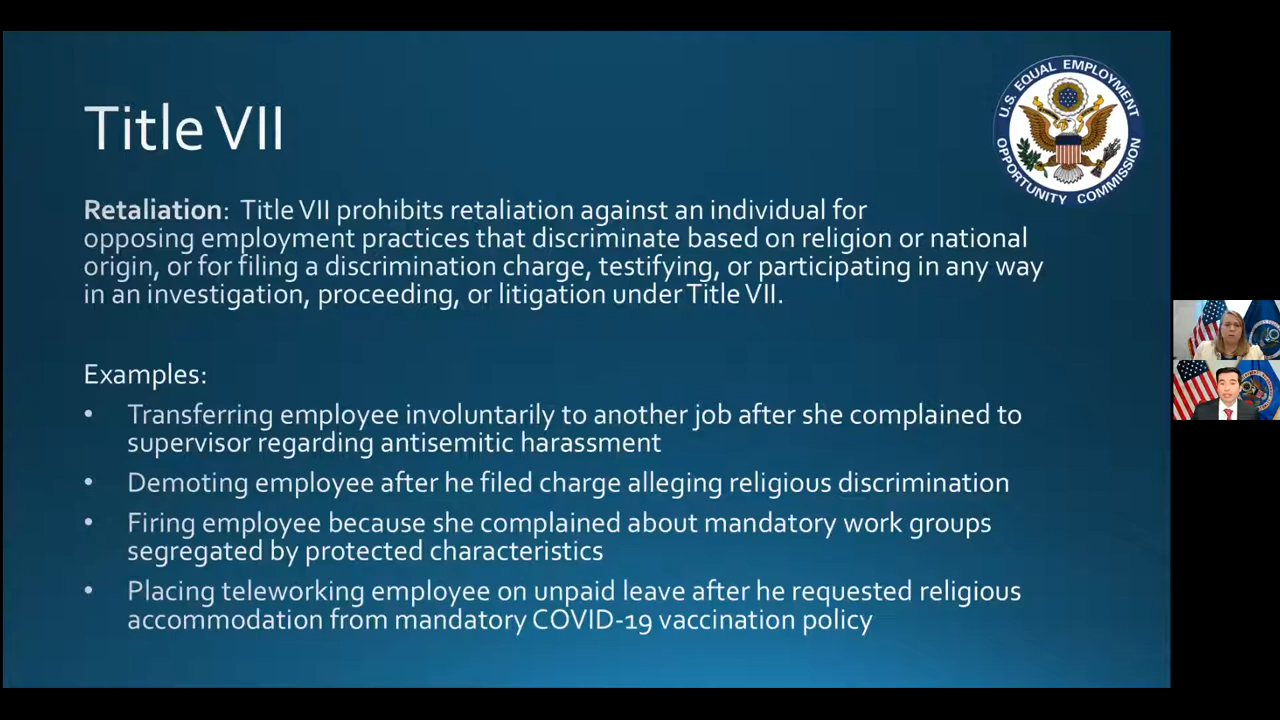 Title VII
U.S. EQUAL EMPLOYMENT
OPPORTUNITY COMMISSION
Retaliation: Title VII prohibits retaliation against an individual for
opposing employment practices that discriminate based on religion or national
origin, or for filing a discrimination charge, testifying, or participating in any way
in an investigation, proceeding, or litigation under Title VII.
Examples:
• Transferring employee involuntarily to another job after she complained to
supervisor regarding antisemitic harassment
• Demoting employee after he filed charge alleging religious discrimination
• Firing employee because she complained about mandatory work groups
segregated by protected characteristics
• Placing teleworking employee on unpaid leave after he requested religious
accommodation from mandatory COVID-19 vaccination policy